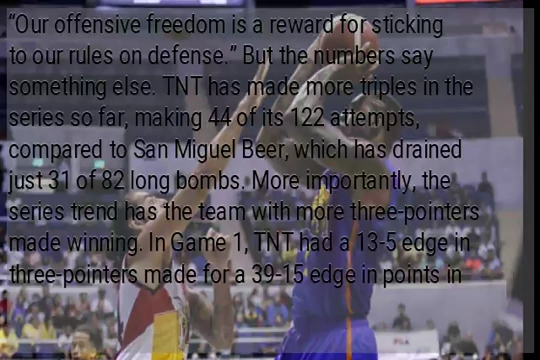 “Our offensive freedom is a reward for sticking
to our rules on defense.” But the numbers say
something else. TNT has made more triples in the
series so far, making 44 of its 122 attempts,
compared to San Miguel Beer, which has drained
just 31 of 82 long bombs. More importantly, the
series trend has the team with more three-pointers
made winning. In Game 1, TNT had a 13-5 edge in
three-pointers made for a 39-15 edge in points in